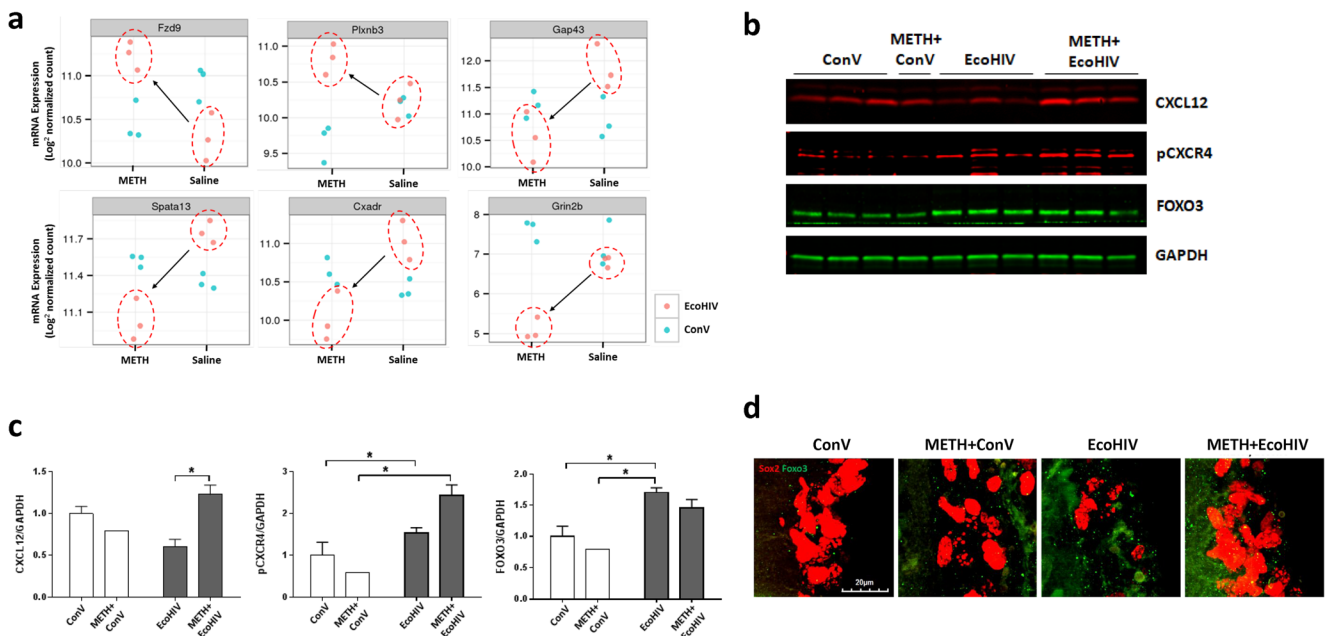 a
Fzd9
Plxnb3
Gap43
mRNA Expression
(Log² normalized count)
11.0
10.5
10.0
METH
Saline
11.0
10.5
10.0
9.5
METH
Saline
12.5
12.0
11.5
11.0
10.5
10.0
METH
Saline
Spata13
Cxadr
Grin2b
mRNA Expression
(Log² normalized count)
11.7
11.4
11.1
METH
Saline
11.0
10.5
10.0
METH
Saline
8
7
6
5
METH
Saline
EcoHIV
ConV
b
ConV
METH+
ConV
EcoHIV
METH+
EcoHIV
CXCL12
pCXCR4
FOXO3
GAPDH
c
CXCL12/GAPDH
1.5
1.0
0.5
0.0
*
ConV
METH+
ConV
EcoHIV
METH+
EcoHIV
pCXCR4/GAPDH
3
2
1
0
*
*
ConV
METH+
ConV
EcoHIV
METH+
EcoHIV
FOXO3/GAPDH
2.0
1.5
1.0
0.5
0.0
*
*
ConV
METH+
ConV
EcoHIV
METH+
EcoHIV
d
ConV
METH+ConV
EcoHIV
METH+EcoHIV
Sox2 Foxo3
20µm